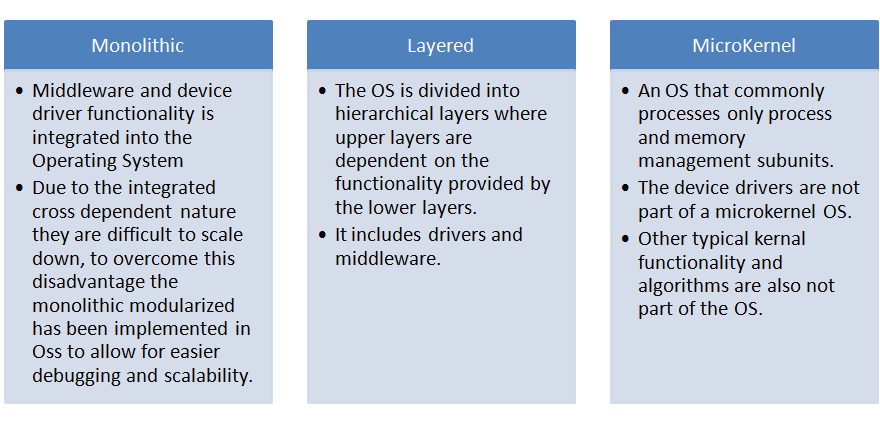 Monolithic
• Middleware and device
driver functionality is
integrated into the
Operating System
• Due to the integrated
cross dependent nature
they are difficult to scale
down, to overcome this
disadvantage the
monolithic modularized
has been implemented in
Oss to allow for easier
debugging and scalability.
Layered
• The OS is divided into
hierarchical layers where
upper layers are
dependent on the
functionality provided by
the lower layers.
• It includes drivers and
middleware.
MicroKernel
• An OS that commonly
processes only process
and memory
management subunits.
• The device drivers are not
part of a microkernel OS.
• Other typical kernal
functionality and
algorithms are also not
part of the OS.